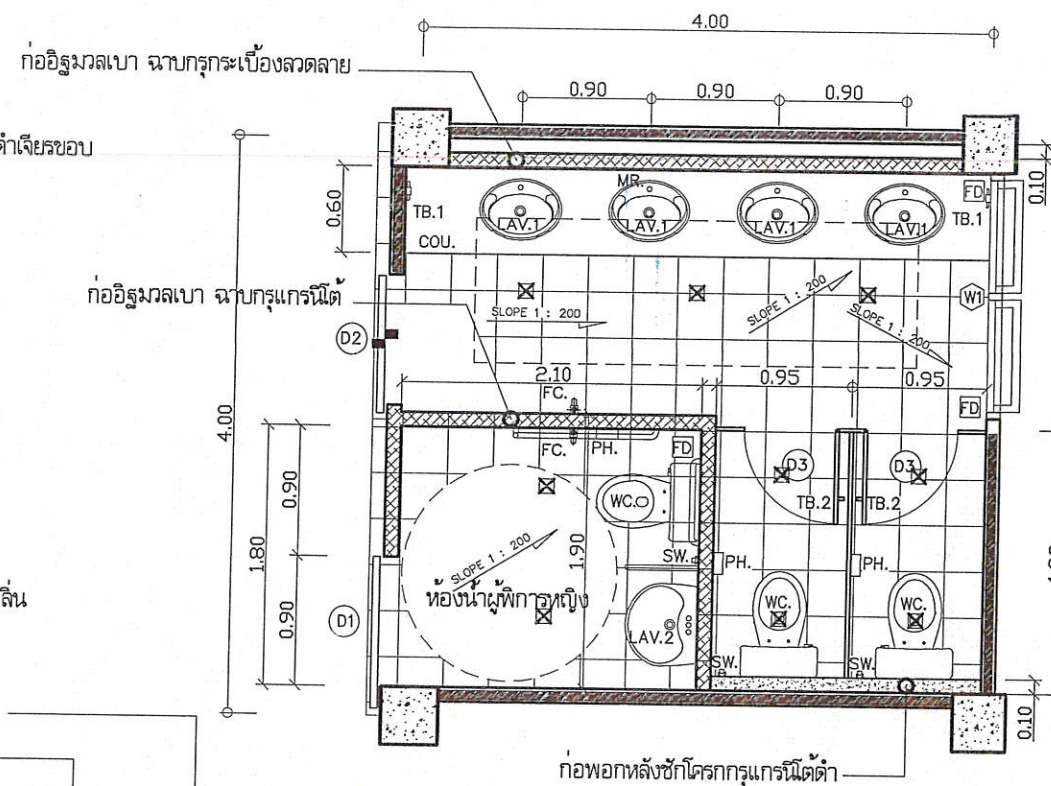 4.00
ก่ออิฐมวลเบา ฉาบกรุกระเบื้องลวดลาย
0.90 0.90 0.90
ดำเจียรขอบ
0.10
0.60
MR.
FD
TB.1
LAV.1 LAV.1 LAV.1 LAV.1
TB.1
COU.
ก่ออิฐมวลเบา ฉาบกรุแกรนิโต้
SLOPE 1 : 200
SLOPE 1 : 200
SLOPE 1 : 200
W1
D2
2.10 0.95 0.95
FC.
FD
4.00
FC. PH.
FD
D3 D3
0.90
WC.
TB.2 TB.2
1.80
SLOPE 1 : 200
1.90
SW.
PH. PH.
ห้องน้ำผู้พิการหญิง
WC. WC.
D1
0.90
LAV.2
SW. SW.
0.10
ก่อพอกหลังชักโครกกรุแกรนิโต้ดำ